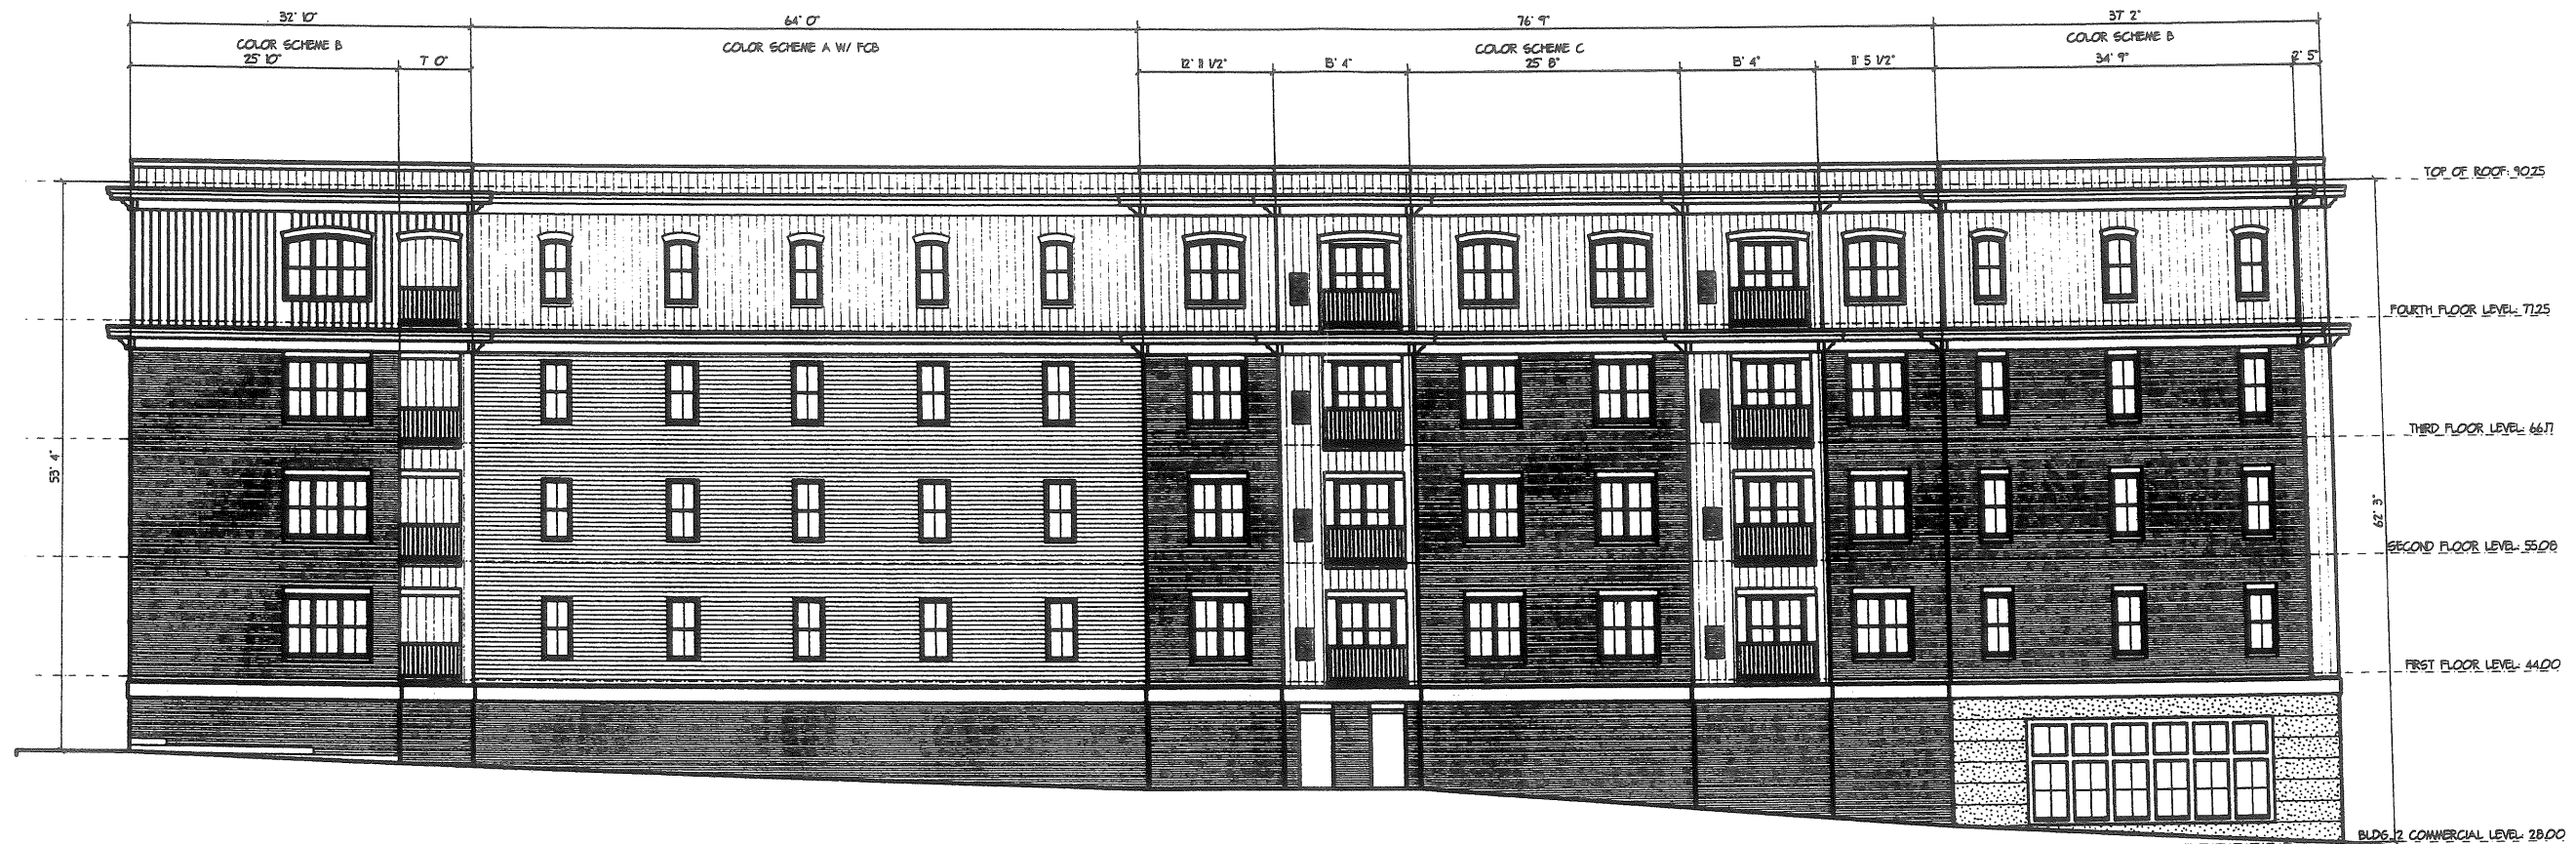 32' 10"
64' 0"
76' 9"
37' 2"
COLOR SCHEME B
COLOR SCHEME A W/ FCB
COLOR SCHEME C
COLOR SCHEME B
25' 10"
7' 0"
12' 11 1/2"
13' 4"
25' 8"
13' 4"
11' 5 1/2"
34' 9"
2' 5"
TOP OF ROOF: 90.25
FOURTH FLOOR LEVEL: 77.25
THIRD FLOOR LEVEL: 66.17
53' 4"
62' 3"
SECOND FLOOR LEVEL: 55.08
FIRST FLOOR LEVEL: 44.00
BLDG. 2 COMMERCIAL LEVEL: 28.00